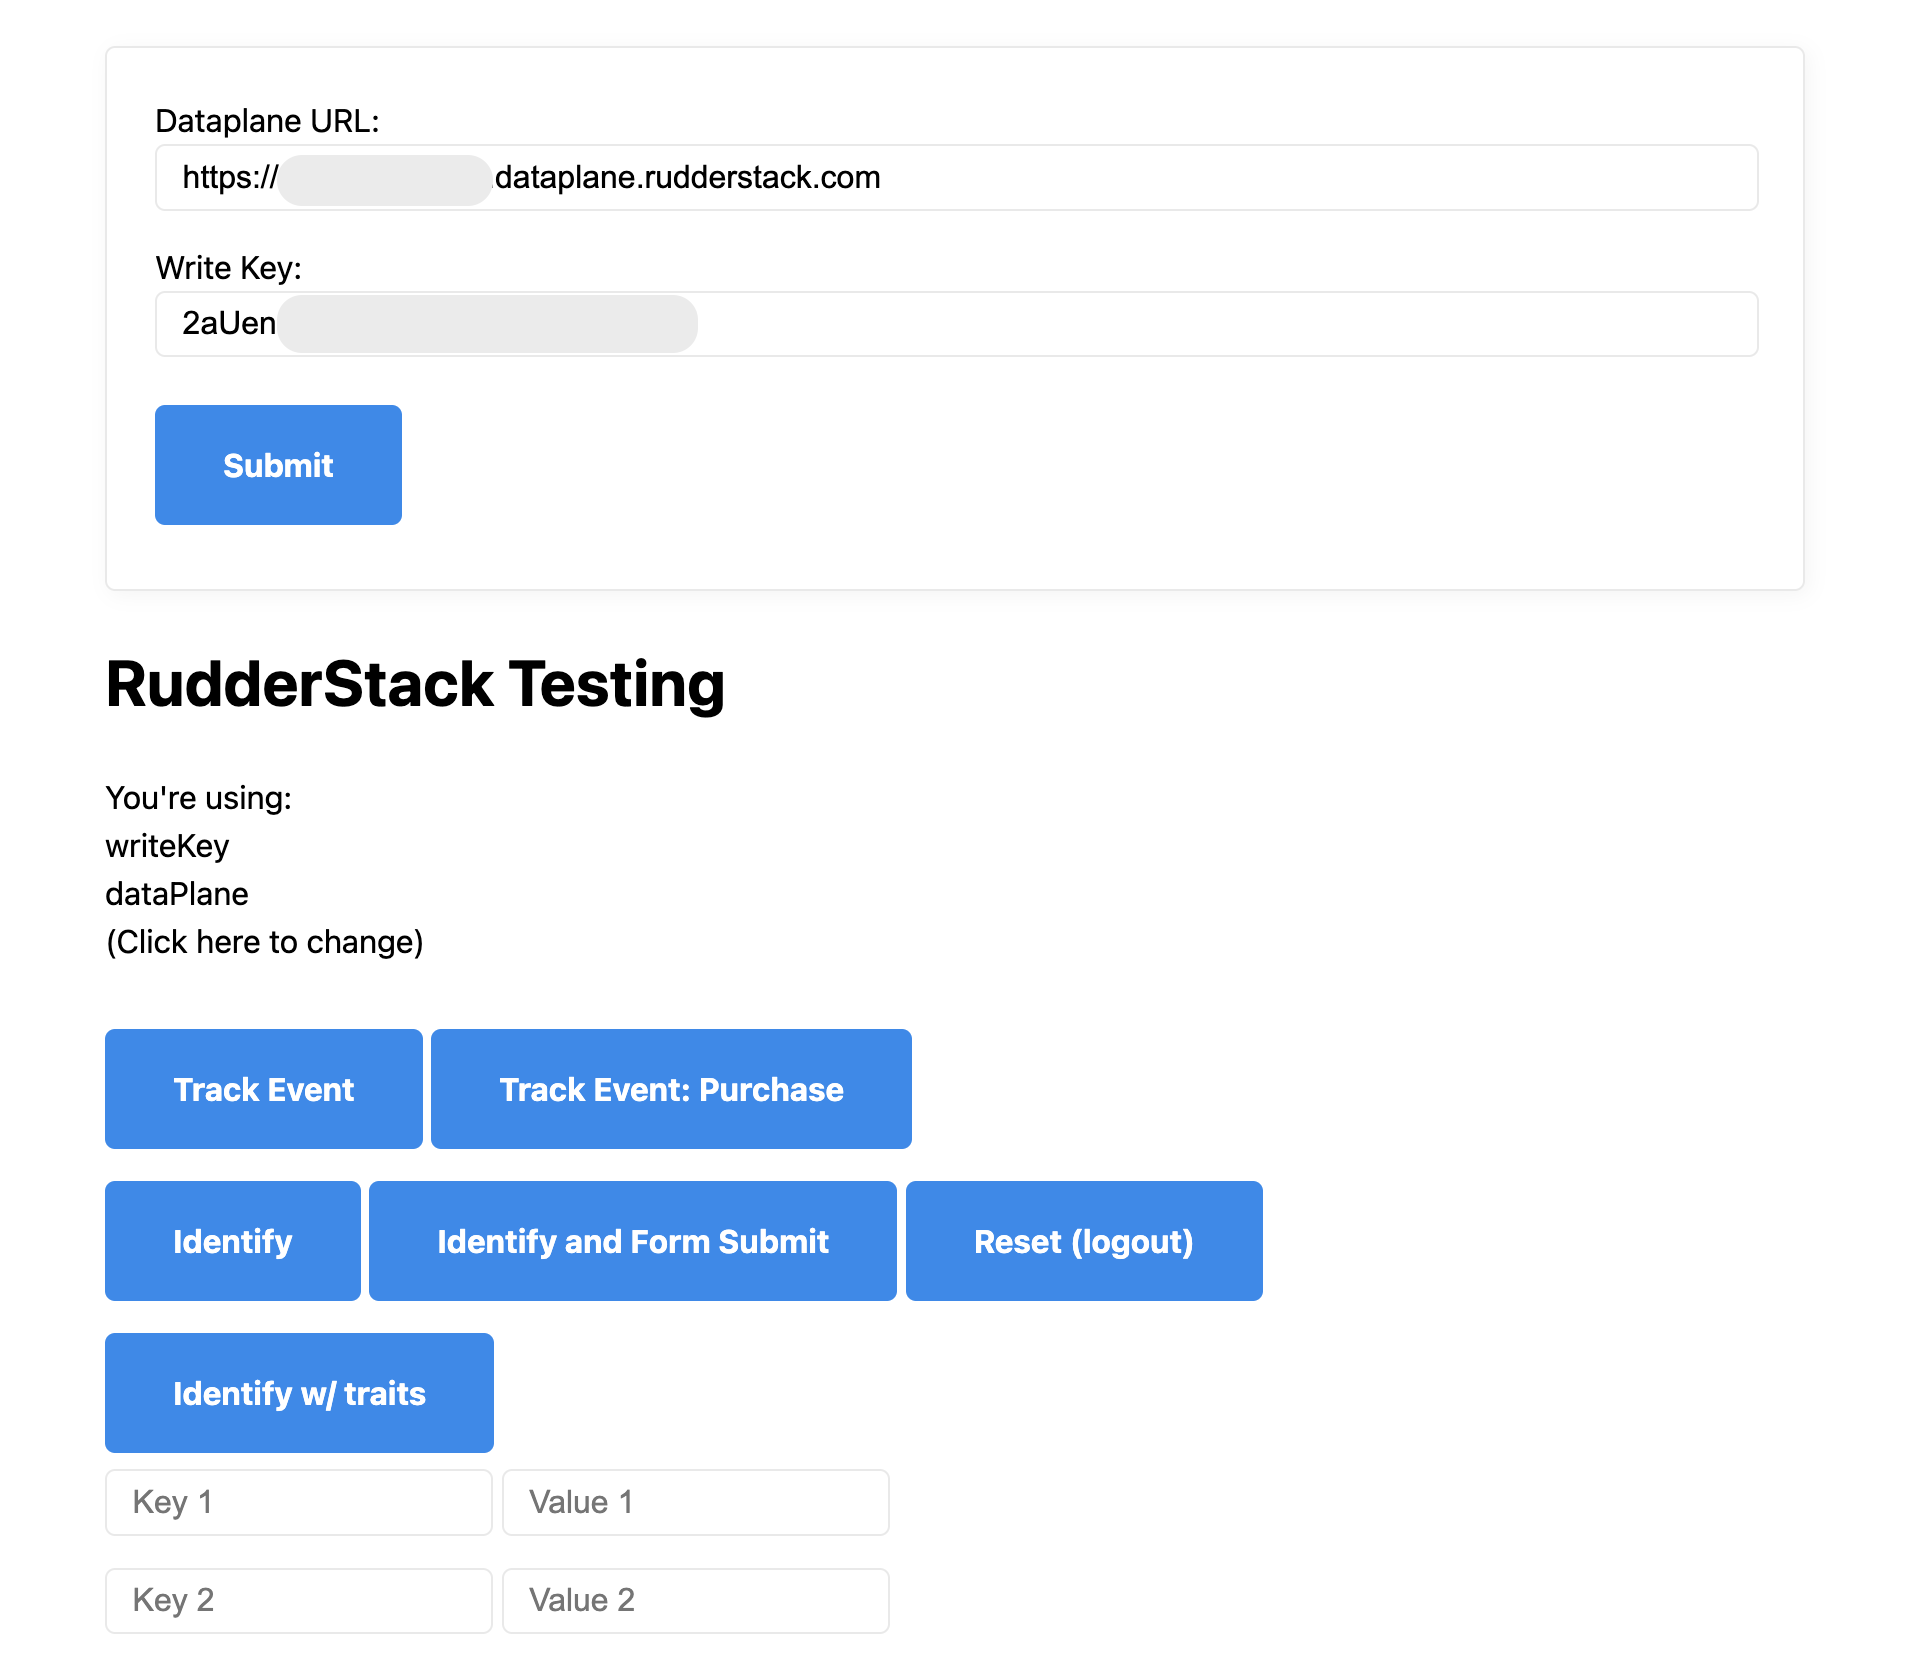 Dataplane URL:
https:// .dataplane.rudderstack.com
Write Key:
2aUen
Submit
RudderStack Testing
You're using:
writeKey
dataPlane
(Click here to change)
Track Event Track Event: Purchase
Identify Identify and Form Submit Reset (logout)
Identify w/ traits
Key 1 Value 1
Key 2 Value 2